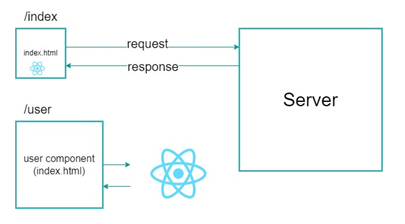 /index
index.html
request
response
Server
/user
user component
(index.html)